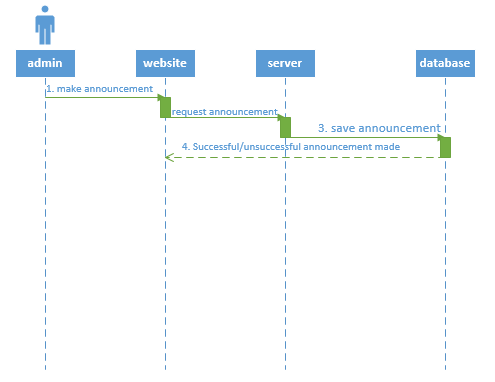 admin
website
server
database
1. make announcement
request announcement
3. save announcement
4. Successful/unsuccessful announcement made